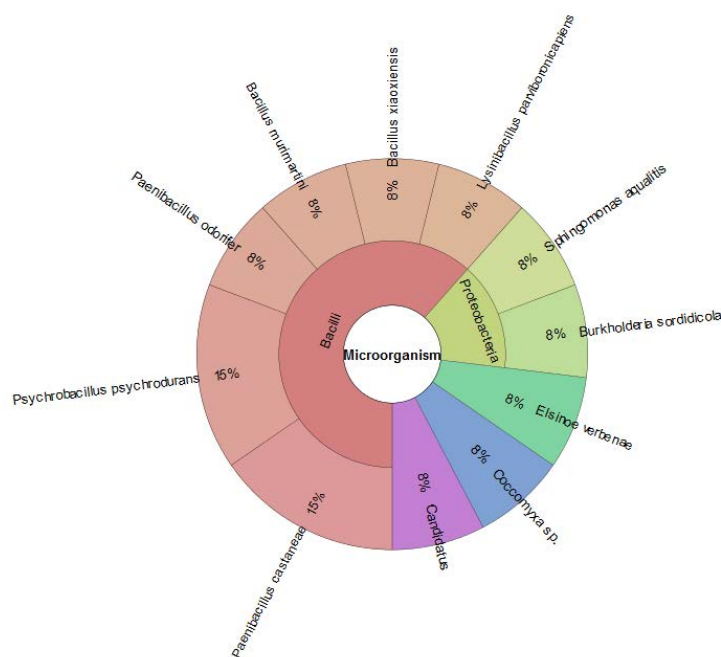 Microorganism
Bacilli
Proteobacteria
Paenibacillus castaneae
15%
Psychrobacillus psychrodurans
15%
Paenibacillus odorifer
8%
Bacillus murimartini
8%
Bacillus xiaoxiensis
8%
Lysinibacillus parviboronicapiens
8%
Sphingomonas aqualitis
8%
Burkholderia sordidicola
8%
Elsinoe verbenae
8%
Coccomyxa sp.
8%
Candidatus
8%